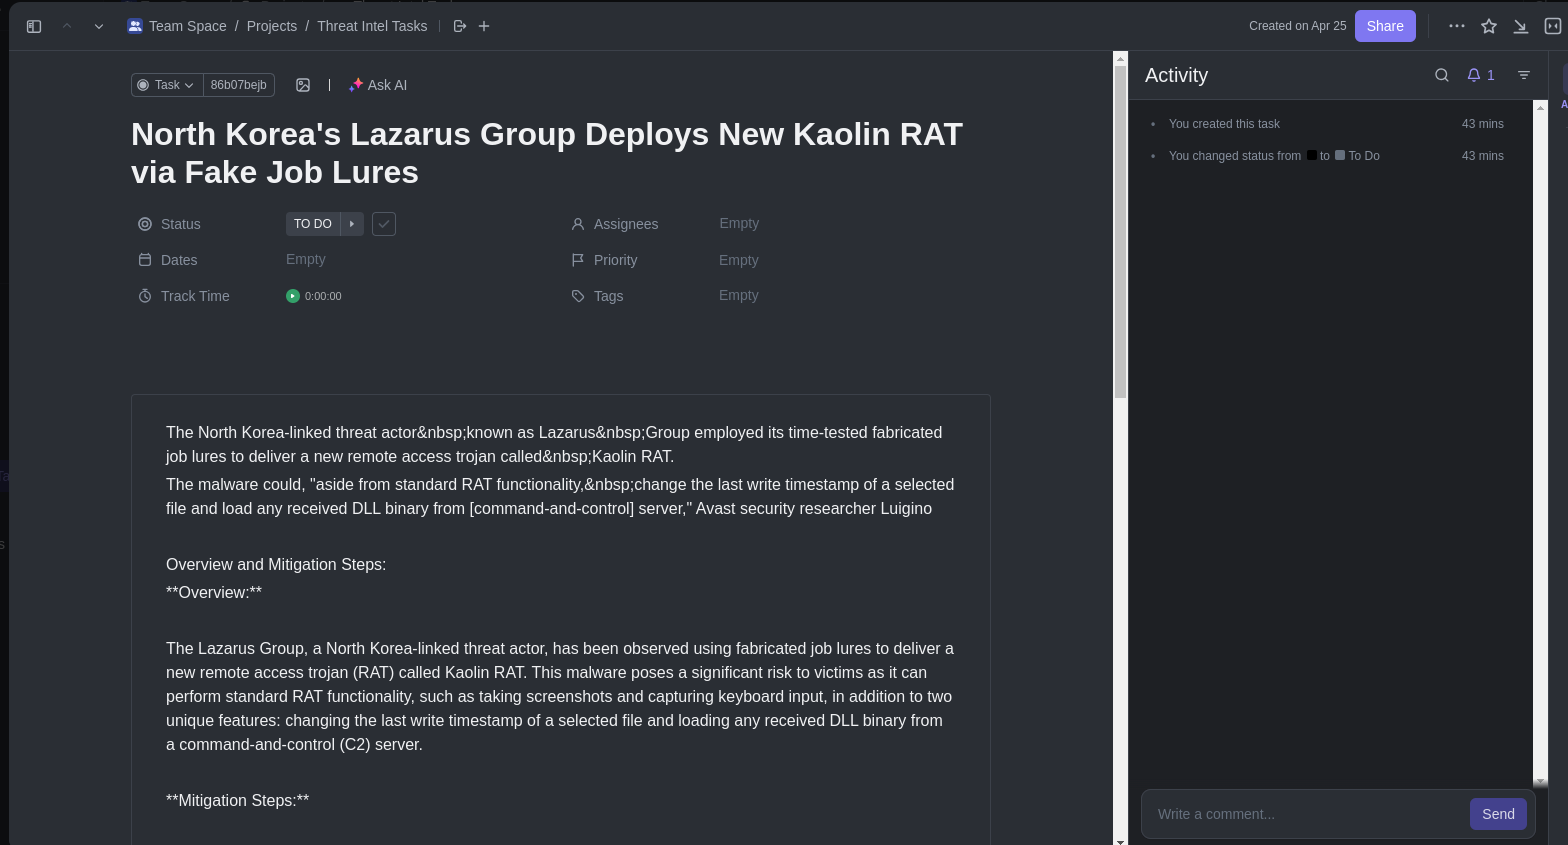 Team Space / Projects / Threat Intel Tasks
Created on Apr 25
Share
Task
86b07bejb
Ask AI
North Korea's Lazarus Group Deploys New Kaolin RAT
via Fake Job Lures
Status
TO DO
Assignees
Empty
Dates
Empty
Priority
Empty
Track Time
0:00:00
Tags
Empty
The North Korea-linked threat actor&nbsp;known as Lazarus&nbsp;Group employed its time-tested fabricated
job lures to deliver a new remote access trojan called&nbsp;Kaolin RAT.
The malware could, "aside from standard RAT functionality,&nbsp;change the last write timestamp of a selected
file and load any received DLL binary from [command-and-control] server," Avast security researcher Luigino
Overview and Mitigation Steps:
**Overview:**
The Lazarus Group, a North Korea-linked threat actor, has been observed using fabricated job lures to deliver a
new remote access trojan (RAT) called Kaolin RAT. This malware poses a significant risk to victims as it can
perform standard RAT functionality, such as taking screenshots and capturing keyboard input, in addition to two
unique features: changing the last write timestamp of a selected file and loading any received DLL binary from
a command-and-control (C2) server.
**Mitigation Steps:**
Activity
1
You created this task
43 mins
You changed status from to To Do
43 mins
Write a comment...
Send